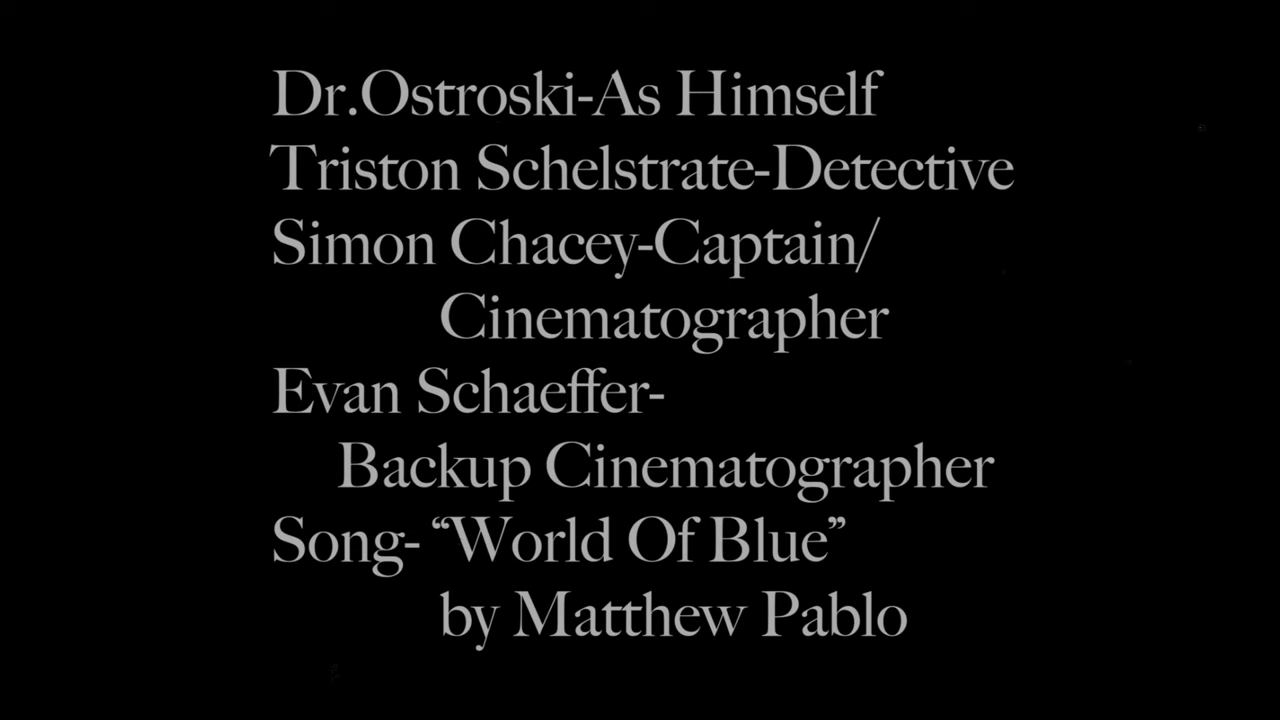 Dr.Ostroski-As Himself
Triston Schelstrate-Detective
Simon Chacey-Captain/
Cinematographer
Evan Schaeffer-
Backup Cinematographer
Song- “World Of Blue”
by Matthew Pablo